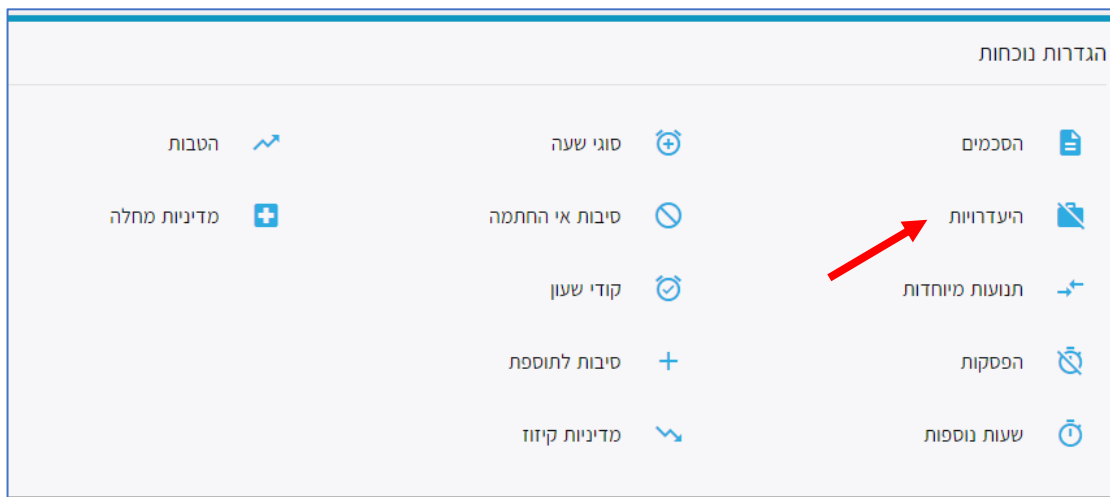 הגדרות נוכחות
הסכמים
סוגי שעה
הטבות
היעדרויות
סיבות אי החתמה
מדיניות מחלה
תנועות מיוחדות
קודי שעון
הפסקות
סיבות לתוספת
שעות נוספות
מדיניות קיזוז